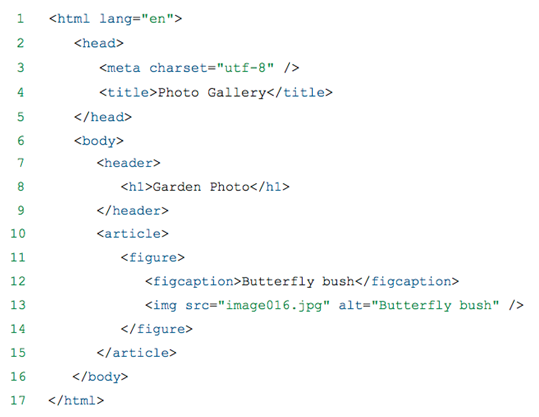 1 <html lang="en">
2 <head>
3 <meta charset="utf-8" />
4 <title>Photo Gallery</title>
5 </head>
6 <body>
7 <header>
8 <h1>Garden Photo</h1>
9 </header>
10 <article>
11 <figure>
12 <figcaption>Butterfly bush</figcaption>
13 <img src="image016.jpg" alt="Butterfly bush" />
14 </figure>
15 </article>
16 </body>
17 </html>